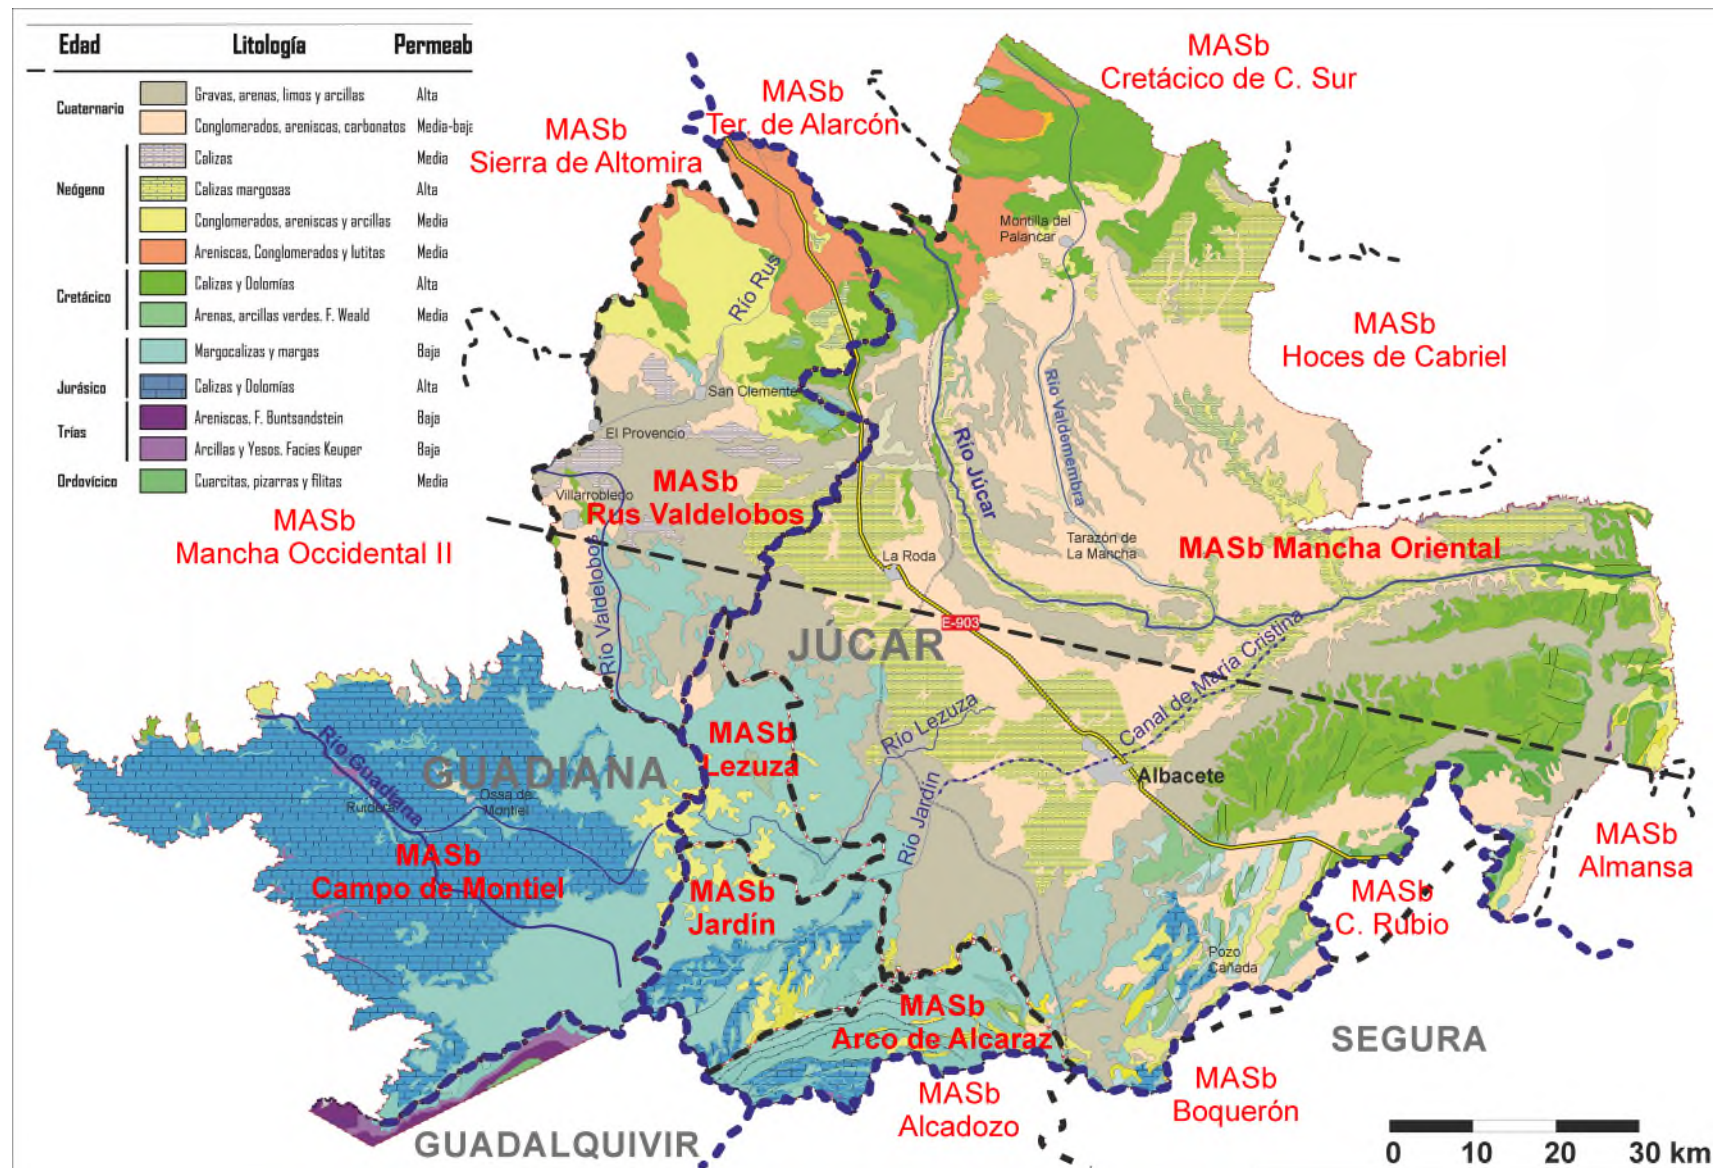 Edad Litología Permeab
Cuaternario
Gravas, arenas, limos y arcillas Alta
Conglomerados, areniscas, carbonatos Media-baja
Neógeno
Calizas Media
Calizas margosas Alta
Conglomerados, areniscas y arcillas Media
Areniscas, Conglomerados y lutitas Media
Cretácico
Calizas y Dolomías Alta
Arenas, arcillas verdes. F. Weald Media
Jurásico
Margocalizas y margas Baja
Calizas y Dolomías Alta
Trías
Areniscas, F. Buntsandstein Baja
Arcillas y Yesos. Facies Keuper Baja
Ordovícico
Cuarcitas, pizarras y filitas Media
MASb
Cretácico de C. Sur
MASb
Ter. de Alarcón
MASb
Sierra de Altomira
Montilla del
Palancar
Río Rus
MASb
Hoces de Cabriel
San Clemente
El Provencio
Río Júcar
Río Valdemembra
MASb
Rus Valdelobos
Villarrobledo
MASb
Mancha Occidental II
Tarazón de
La Mancha
MASb Mancha Oriental
La Roda
E-903
Río Valdelobos
JÚCAR
Canal de María Cristina
Río Lezuza
MASb
Lezuza
GUADIANA
Río Guadiana
Ossa de
Montiel
Ruidera
Albacete
Río Jardín
MASb
Campo de Montiel
MASb
Jardín
MASb
Almansa
MASb
C. Rubio
Pozo
Cañada
MASb
Arco de Alcaraz
SEGURA
MASb
Boquerón
MASb
Alcadozo
GUADALQUIVIR
0 10 20 30 km